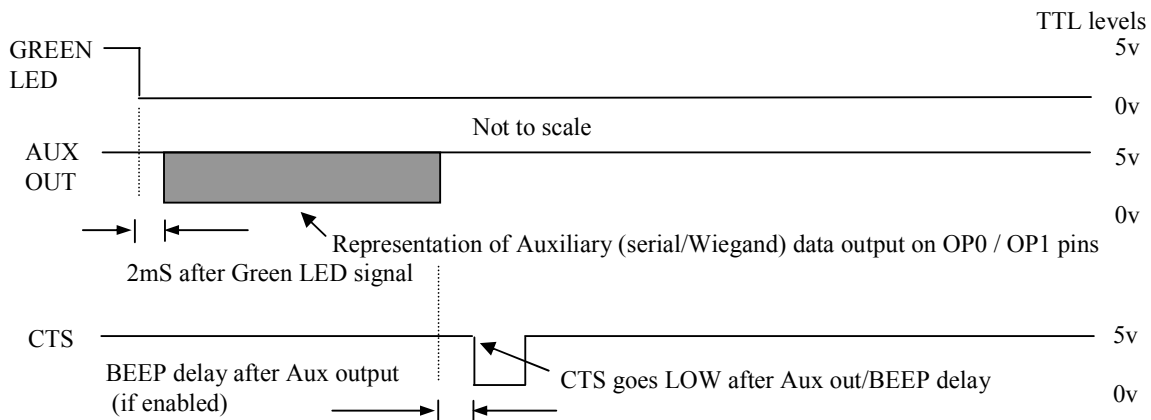 TTL levels
GREEN
LED
5v
0v
Not to scale
AUX
OUT
5v
0v
Representation of Auxiliary (serial/Wiegand) data output on OP0 / OP1 pins
2mS after Green LED signal
CTS
5v
BEEP delay after Aux output
(if enabled)
CTS goes LOW after Aux out/BEEP delay
0v